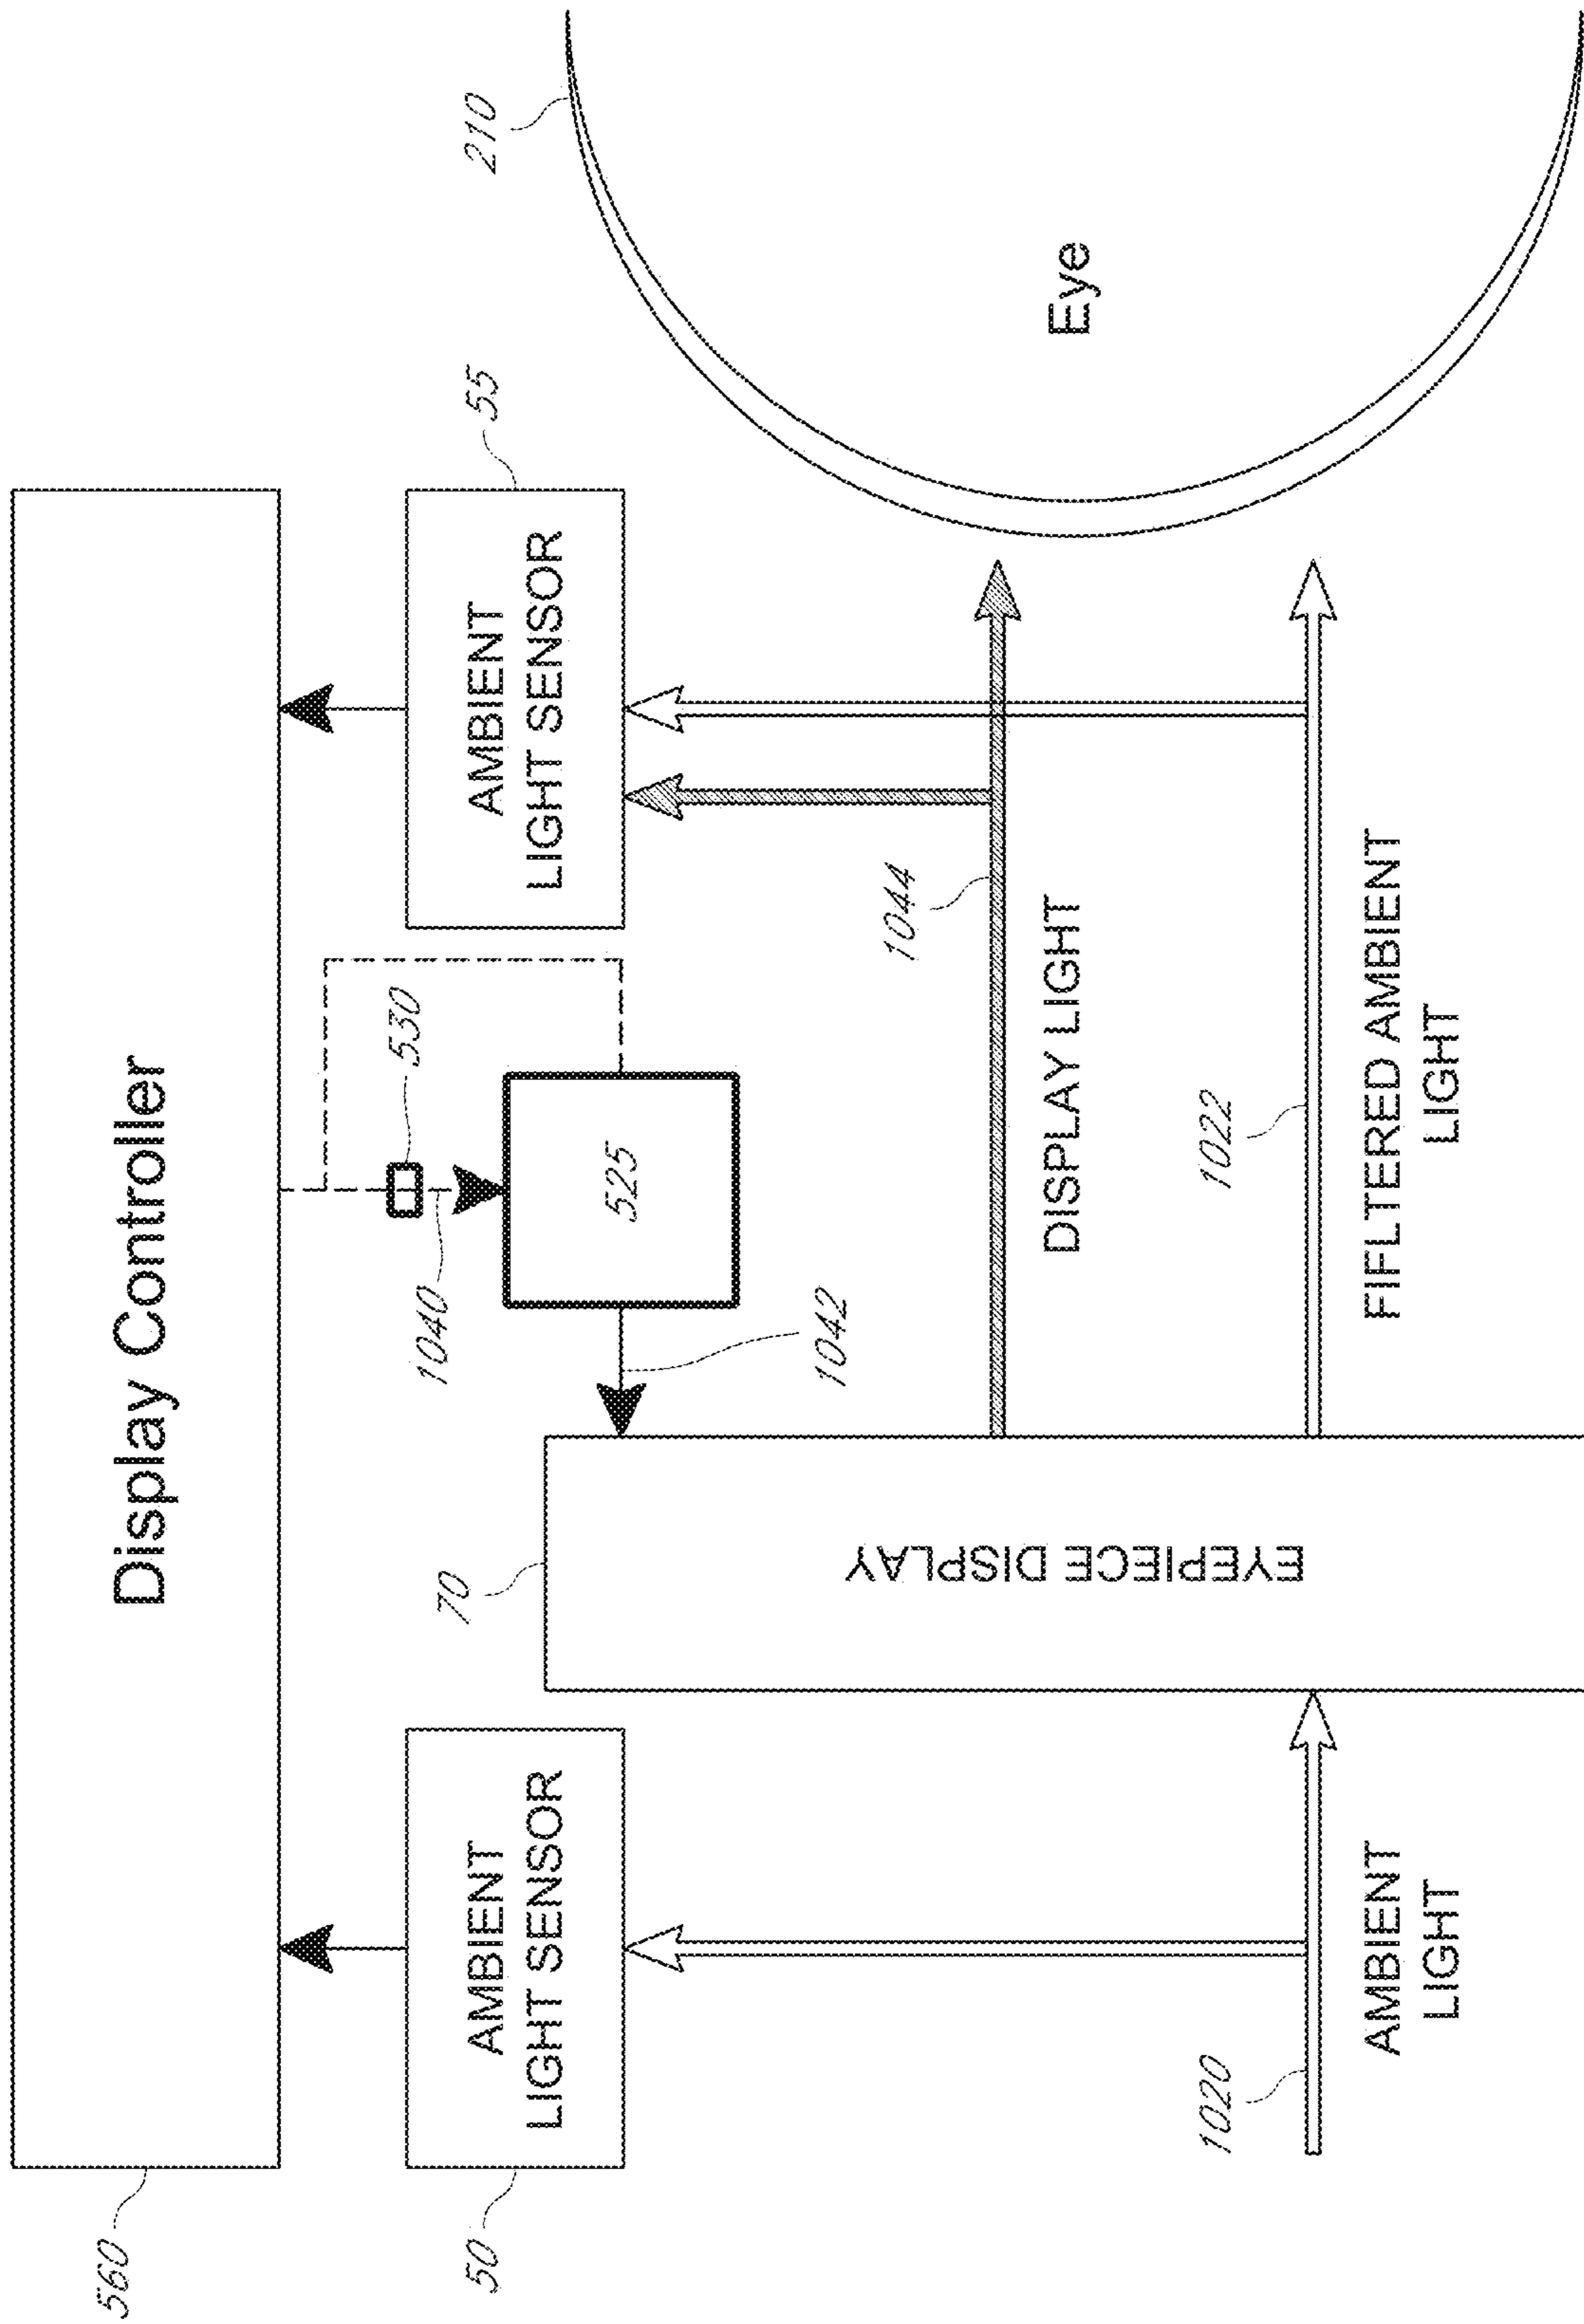 560
Display Controller
50
AMBIENT
LIGHT SENSOR
530
1040
525
1042
AMBIENT
LIGHT SENSOR
55
210
70
EYEPIECE DISPLAY
1044
DISPLAY LIGHT
Eye
1020
AMBIENT
LIGHT
1022
FIFLTERED AMBIENT
LIGHT